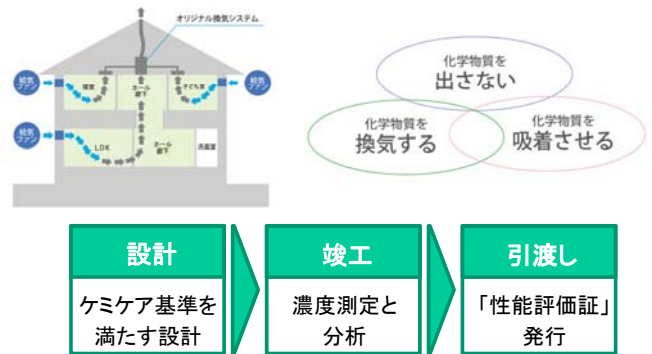 オリジナル換気システム
給気
ファン
寝室
ホール
廊下
子ども室
給気
ファン
給気
ファン
LDK
ホール
廊下
洗面室
化学物質を
出さない
化学物質を
換気する
化学物質を
吸着させる
設計
ケミケア基準を
満たす設計
竣工
濃度測定と
分析
引渡し
「性能評価証」
発行